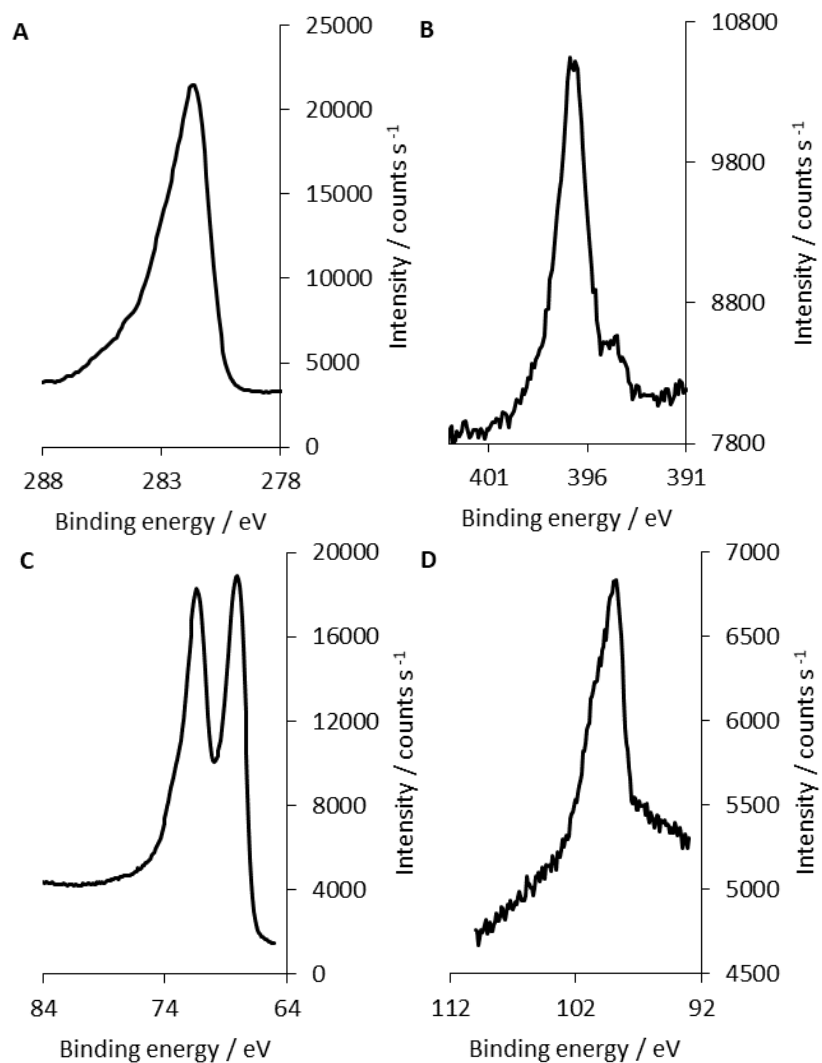 A
25000
20000
15000
10000
5000
0
Intensity / counts s⁻¹
288 283 278
Binding energy / eV
B
10800
9800
8800
7800
Intensity / counts s⁻¹
401 396 391
Binding energy / eV
C
20000
16000
12000
8000
4000
0
Intensity / counts s⁻¹
84 74 64
Binding energy / eV
D
7000
6500
6000
5500
5000
4500
Intensity / counts s⁻¹
112 102 92
Binding energy / eV